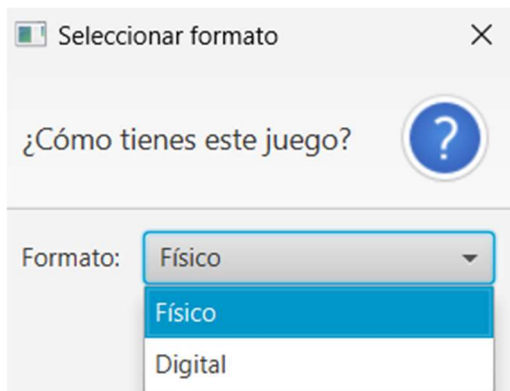 Seleccionar formato
¿Cómo tienes este juego?
?
Formato: Físico
Físico
Digital